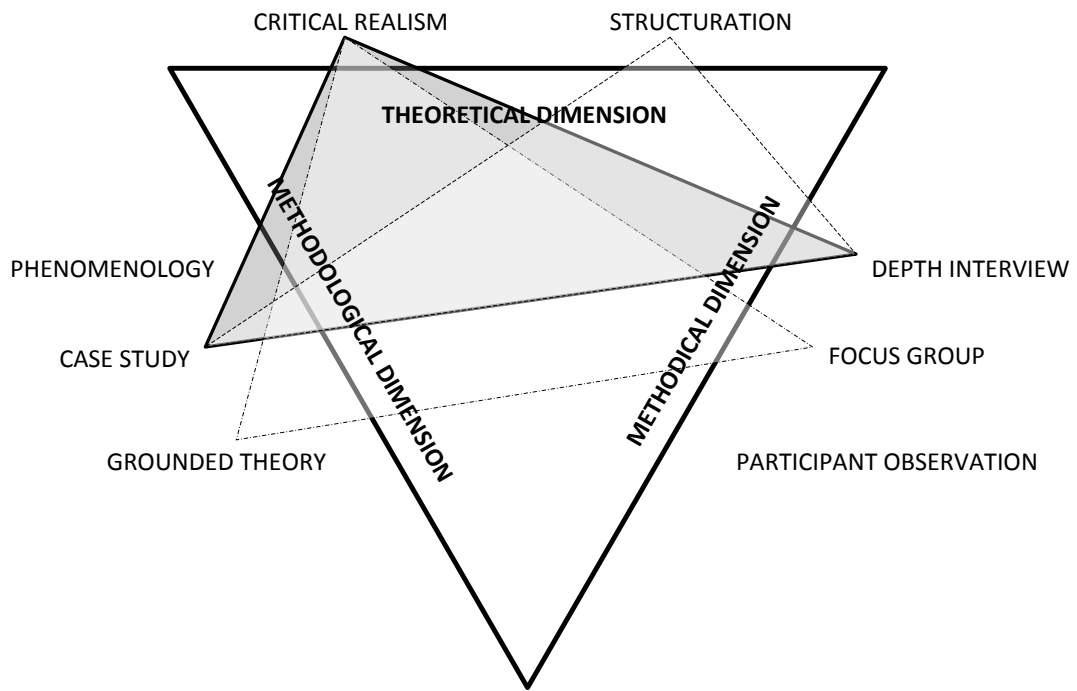 CRITICAL REALISM
STRUCTURATION
THEORETICAL DIMENSION
METHODOLOGICAL DIMENSION
METHODICAL DIMENSION
PHENOMENOLOGY
DEPTH INTERVIEW
CASE STUDY
FOCUS GROUP
GROUNDED THEORY
PARTICIPANT OBSERVATION